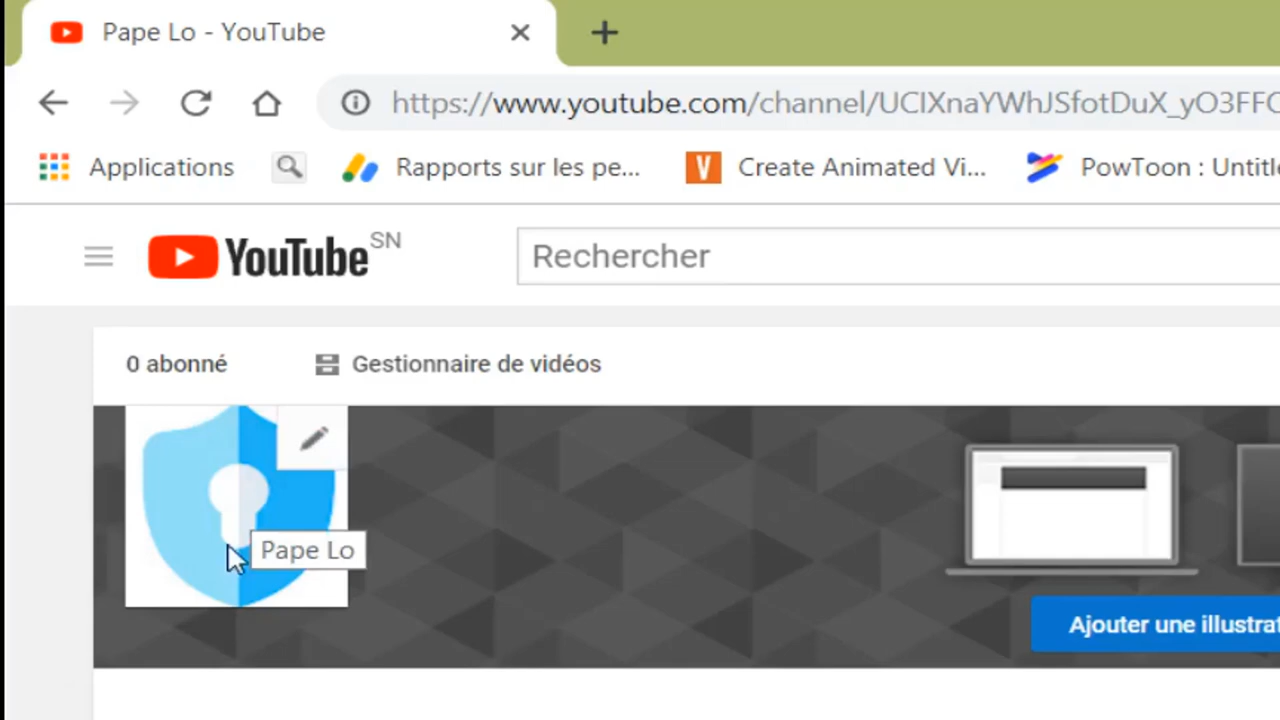 Pape Lo - YouTube
https://www.youtube.com/channel/UCIXnaYWhJSfotDuX_yO3FFC
Applications Rapports sur les pe... Create Animated Vi... PowToon : Untitle
YouTube SN Rechercher
0 abonné Gestionnaire de vidéos
Pape Lo
Ajouter une illustrat